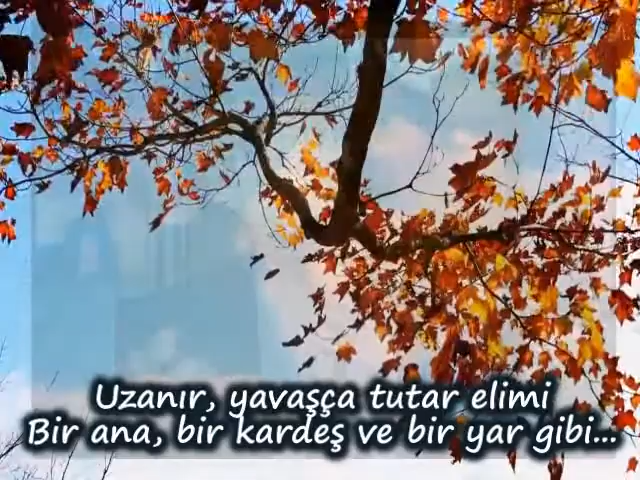 Uzanır, yavaşça tutar elimi
Bir ana, bir kardeş ve bir yar gibi...